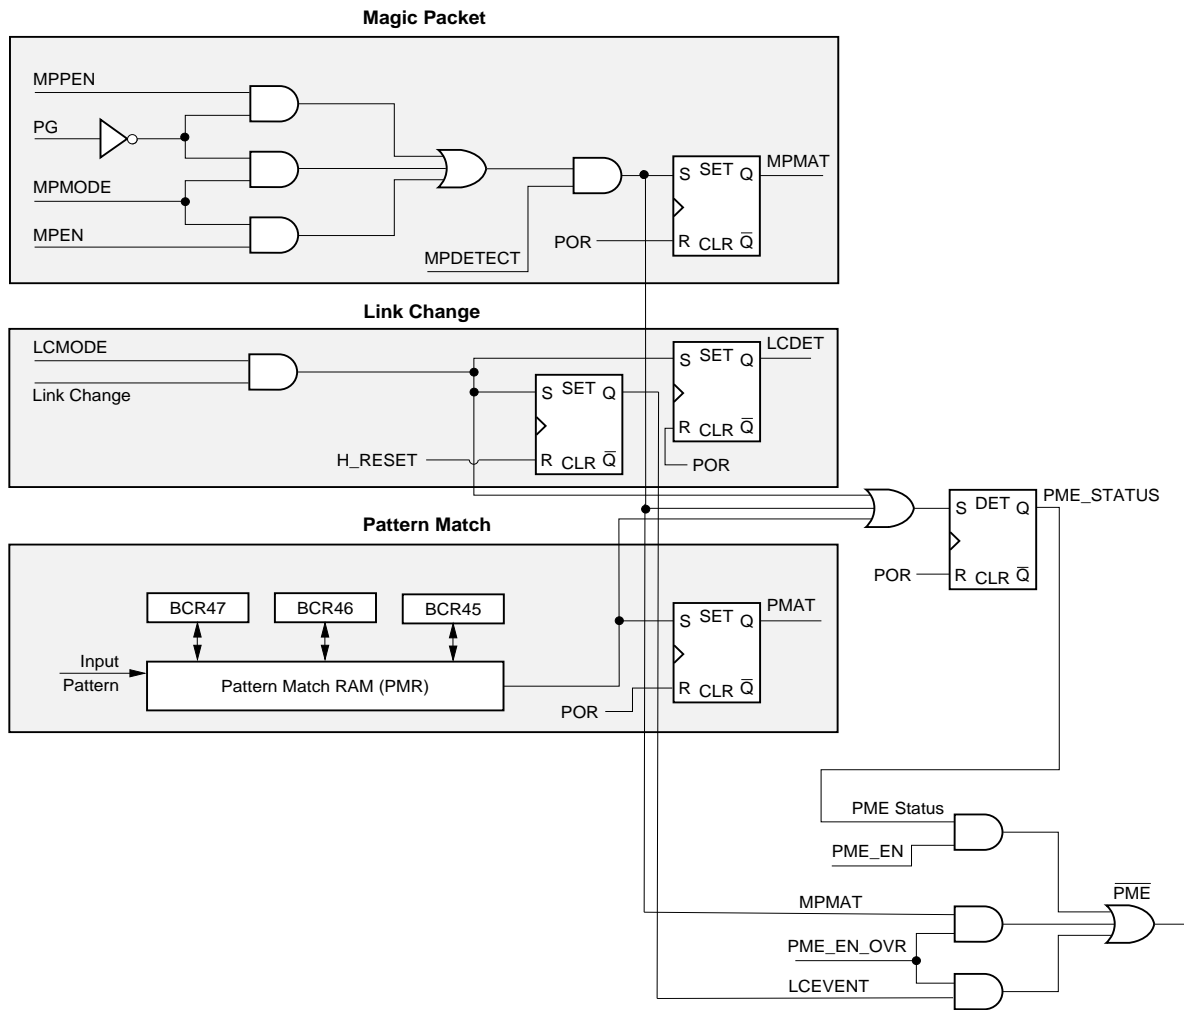 Magic Packet
MPPEN
PG
MPMODE
MPEN
MPDETECT
POR
S SET Q
R CLR Q̅
MPMAT
Link Change
LCMODE
Link Change
H_RESET
S SET Q
R CLR Q̅
S SET Q
R CLR Q̅
LCDET
POR
Pattern Match
BCR47
BCR46
BCR45
Input
Pattern
Pattern Match RAM (PMR)
POR
S SET Q
R CLR Q̅
PMAT
POR
S DET Q
R CLR Q̅
PME_STATUS
PME Status
PME_EN
MPMAT
PME_EN_OVR
LCEVENT
P̅M̅E̅